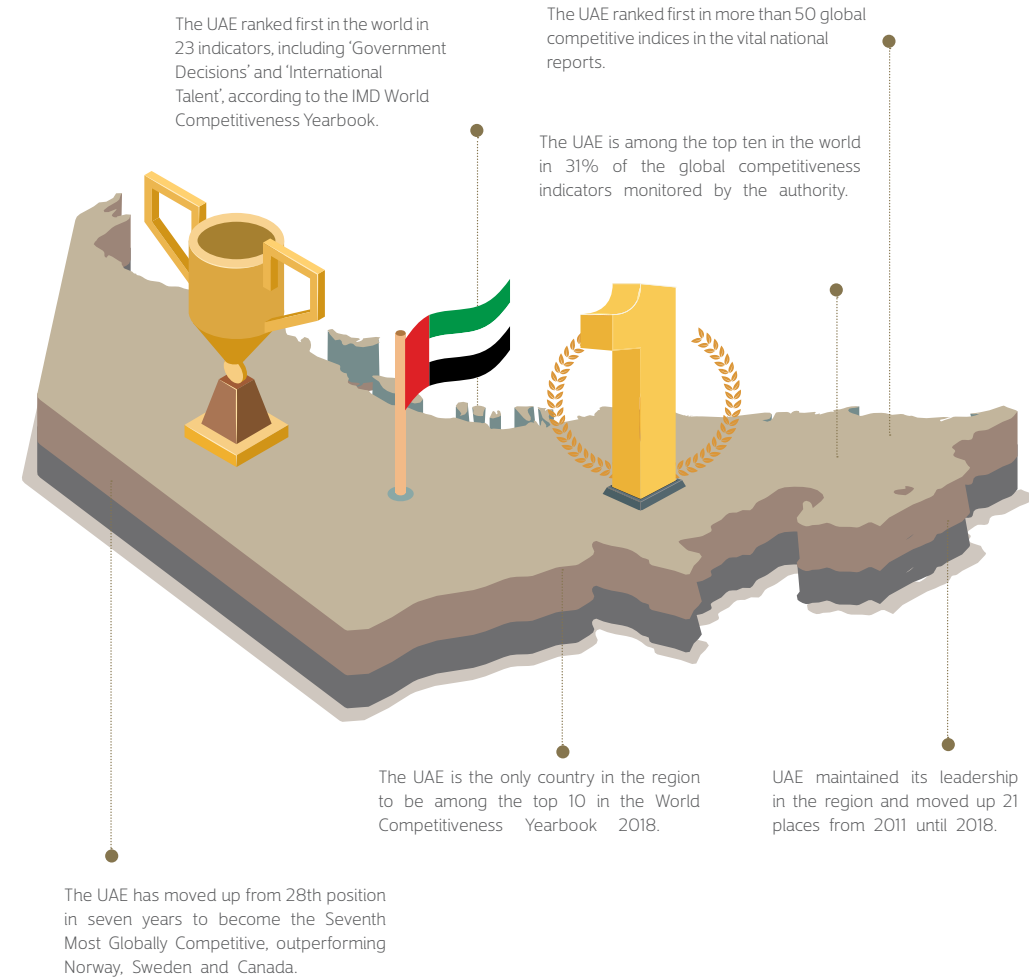 The UAE ranked first in the world in
23 indicators, including ‘Government
Decisions’ and ‘International
Talent’, according to the IMD World
Competitiveness Yearbook.
The UAE ranked first in more than 50 global
competitive indices in the vital national
reports.
The UAE is among the top ten in the world
in 31% of the global competitiveness
indicators monitored by the authority.
1
The UAE is the only country in the region
to be among the top 10 in the World
Competitiveness Yearbook 2018.
UAE maintained its leadership
in the region and moved up 21
places from 2011 until 2018.
The UAE has moved up from 28th position
in seven years to become the Seventh
Most Globally Competitive, outperforming
Norway, Sweden and Canada.